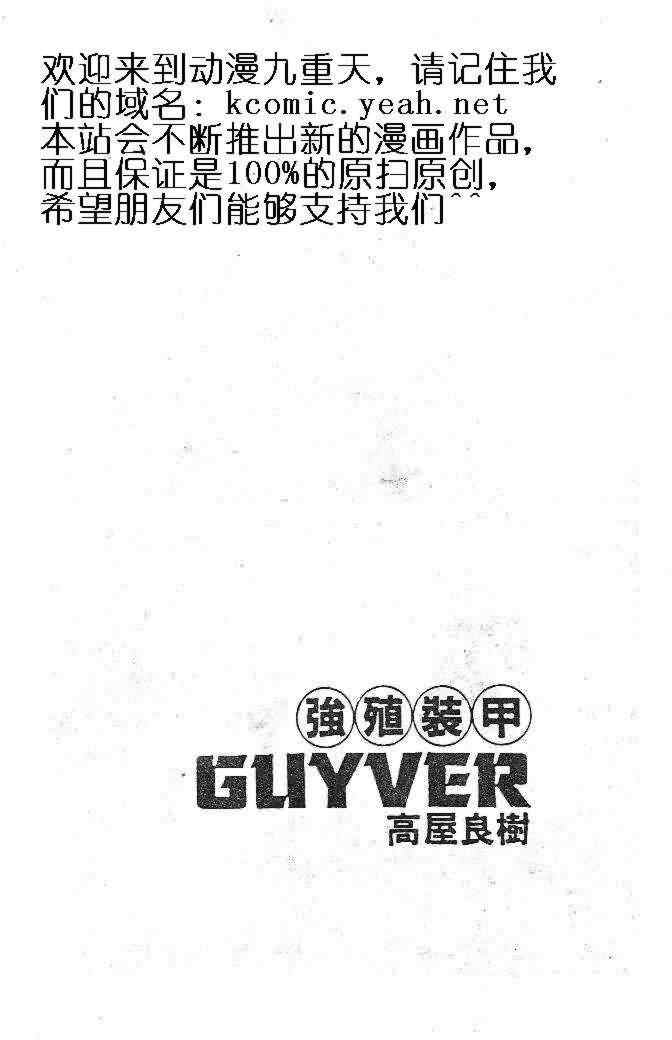 欢迎来到动漫九重天，请记住我
们的域名：kcomic.yeah.net
本站会不断推出新的漫画作品，
而且保证是100%的原扫原创，
希望朋友们能够支持我们^^
強殖裝甲
GUYVER
高屋良樹